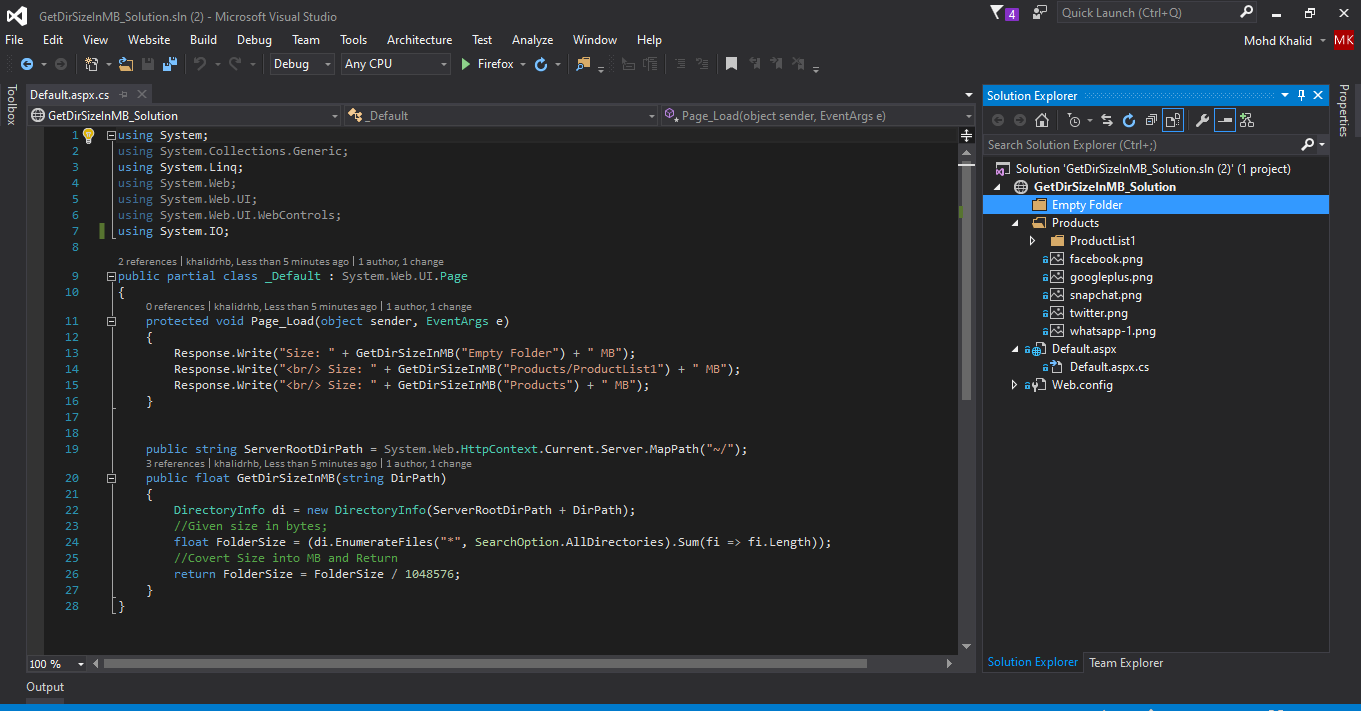 GetDirSizeInMB_Solution.sln (2) - Microsoft Visual Studio
4
Quick Launch (Ctrl+Q)
File Edit View Website Build Debug Team Tools Architecture Test Analyze Window Help
Mohd Khalid MK
Debug Any CPU Firefox
Toolbox
Default.aspx.cs
GetDirSizeInMB_Solution _Default Page_Load(object sender, EventArgs e)
1 using System;
2 using System.Collections.Generic;
3 using System.Linq;
4 using System.Web;
5 using System.Web.UI;
6 using System.Web.UI.WebControls;
7 using System.IO;
8
2 references | khalidrhb, Less than 5 minutes ago | 1 author, 1 change
9 public partial class _Default : System.Web.UI.Page
10 {
0 references | khalidrhb, Less than 5 minutes ago | 1 author, 1 change
11 protected void Page_Load(object sender, EventArgs e)
12 {
13 Response.Write("Size: " + GetDirSizeInMB("Empty Folder") + " MB");
14 Response.Write("<br/> Size: " + GetDirSizeInMB("Products/ProductList1") + " MB");
15 Response.Write("<br/> Size: " + GetDirSizeInMB("Products") + " MB");
16 }
17
18
19 public string ServerRootDirPath = System.Web.HttpContext.Current.Server.MapPath("~/");
3 references | khalidrhb, Less than 5 minutes ago | 1 author, 1 change
20 public float GetDirSizeInMB(string DirPath)
21 {
22 DirectoryInfo di = new DirectoryInfo(ServerRootDirPath + DirPath);
23 //Given size in bytes;
24 float FolderSize = (di.EnumerateFiles("*", SearchOption.AllDirectories).Sum(fi => fi.Length));
25 //Covert Size into MB and Return
26 return FolderSize = FolderSize / 1048576;
27 }
28 }
100 %
Output
Solution Explorer
Search Solution Explorer (Ctrl+;)
Solution 'GetDirSizeInMB_Solution.sln (2)' (1 project)
GetDirSizeInMB_Solution
Empty Folder
Products
ProductList1
facebook.png
googleplus.png
snapchat.png
twitter.png
whatsapp-1.png
Default.aspx
Default.aspx.cs
Web.config
Solution Explorer Team Explorer
Properties